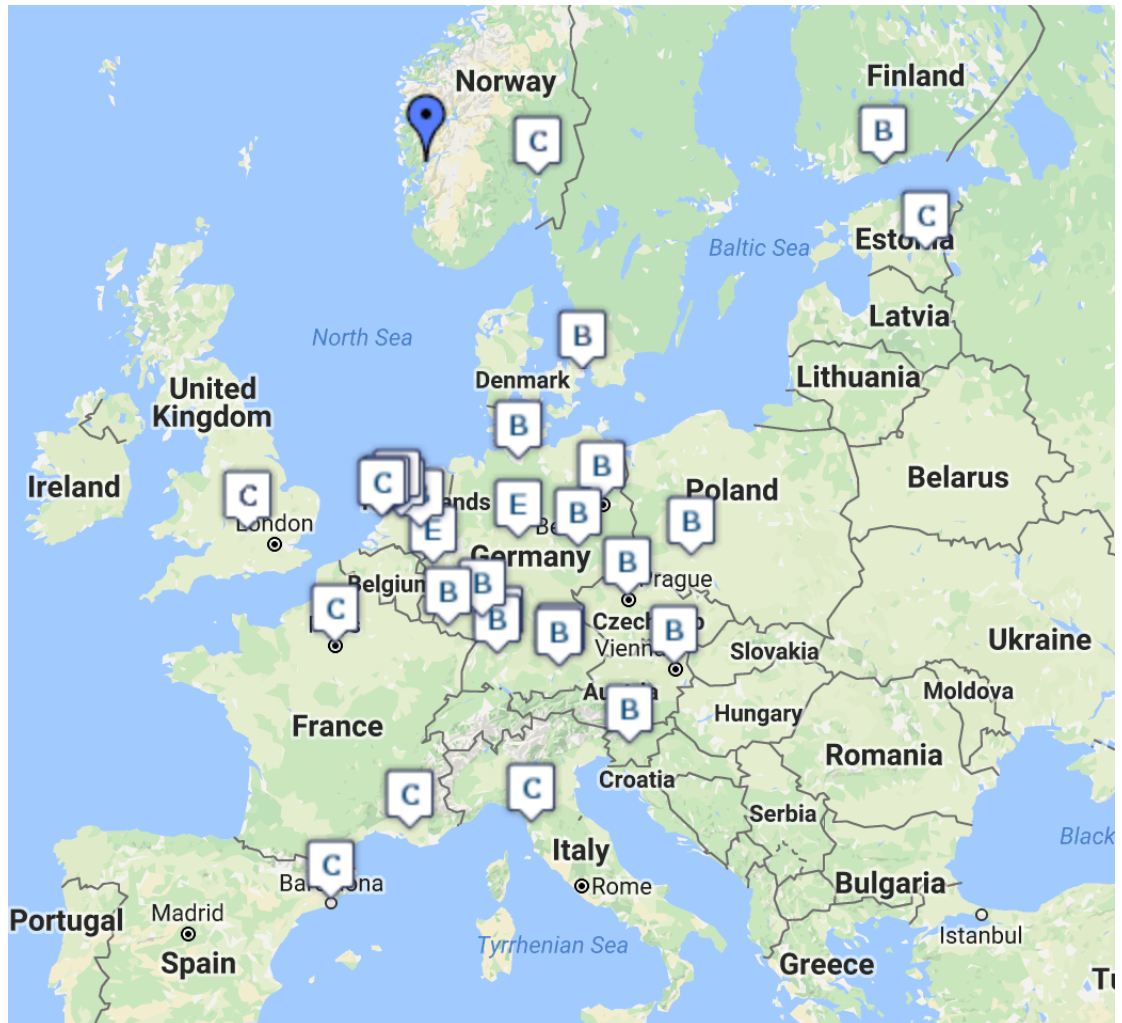 Norway
Finland
C
B
C
Estonia
Baltic Sea
Latvia
North Sea
B
Denmark
Lithuania
United
Kingdom
B
Ireland
B
Belarus
C
C
Poland
E
B
B
E
London
Germany
B
Prague
Belgium
B
B
C
B
B
B
Vienna
Slovakia
Ukraine
Moldova
B
Hungary
France
Romania
C
C
Croatia
Serbia
C
Italy
Black
Barcelona
Rome
Bulgaria
Portugal
Madrid
Istanbul
Tyrrhenian Sea
Spain
Greece